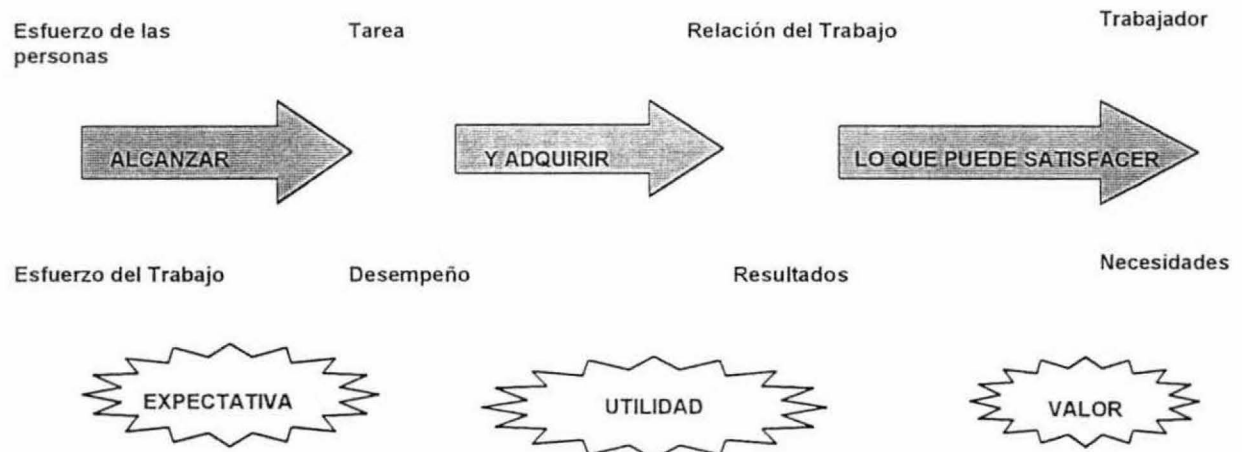 Esfuerzo de las
personas
Tarea
Relación del Trabajo
Trabajador
ALCANZAR
Y ADQUIRIR
LO QUE PUEDE SATISFACER
Esfuerzo del Trabajo
Desempeño
Resultados
Necesidades
EXPECTATIVA
UTILIDAD
VALOR